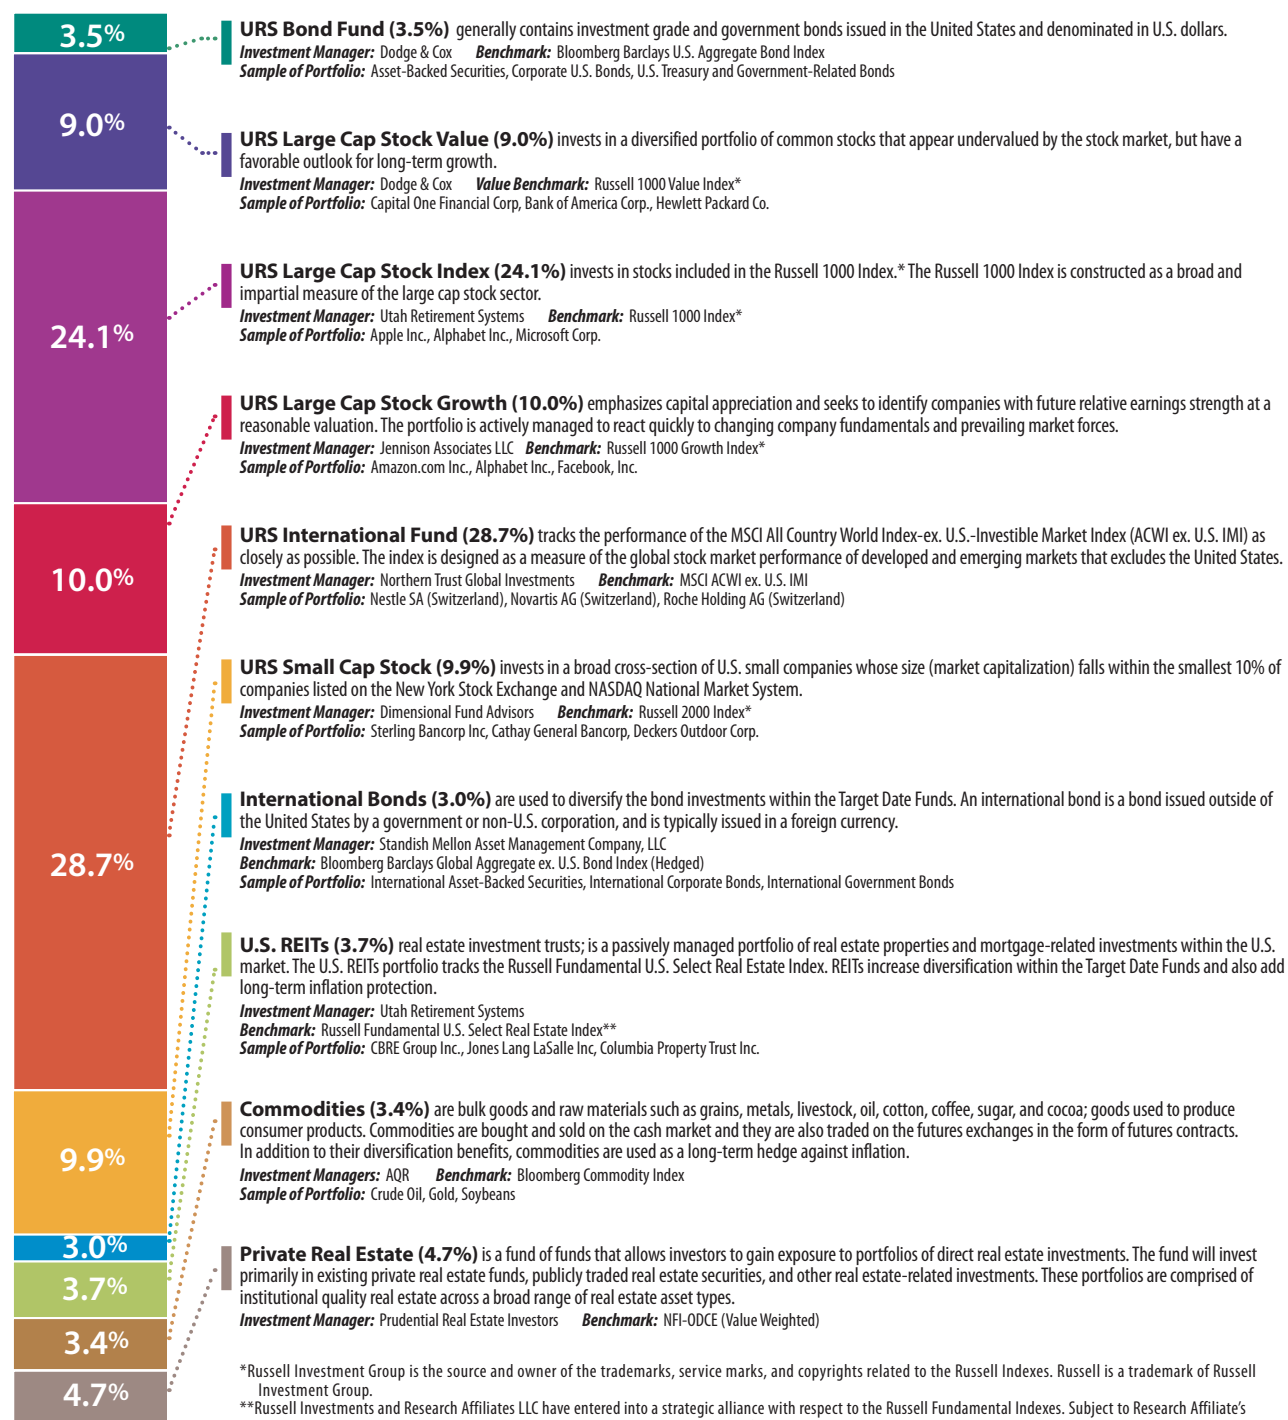 3.5%
URS Bond Fund (3.5%) generally contains investment grade and government bonds issued in the United States and denominated in U.S. dollars.
Investment Manager: Dodge & Cox Benchmark: Bloomberg Barclays U.S. Aggregate Bond Index
Sample of Portfolio: Asset-Backed Securities, Corporate U.S. Bonds, U.S. Treasury and Government-Related Bonds
9.0%
URS Large Cap Stock Value (9.0%) invests in a diversified portfolio of common stocks that appear undervalued by the stock market, but have a
favorable outlook for long-term growth.
Investment Manager: Dodge & Cox Value Benchmark: Russell 1000 Value Index*
Sample of Portfolio: Capital One Financial Corp, Bank of America Corp., Hewlett Packard Co.
24.1%
URS Large Cap Stock Index (24.1%) invests in stocks included in the Russell 1000 Index.* The Russell 1000 Index is constructed as a broad and
impartial measure of the large cap stock sector.
Investment Manager: Utah Retirement Systems Benchmark: Russell 1000 Index*
Sample of Portfolio: Apple Inc., Alphabet Inc., Microsoft Corp.
10.0%
URS Large Cap Stock Growth (10.0%) emphasizes capital appreciation and seeks to identify companies with future relative earnings strength at a
reasonable valuation. The portfolio is actively managed to react quickly to changing company fundamentals and prevailing market forces.
Investment Manager: Jennison Associates LLC Benchmark: Russell 1000 Growth Index*
Sample of Portfolio: Amazon.com Inc., Alphabet Inc., Facebook, Inc.
28.7%
URS International Fund (28.7%) tracks the performance of the MSCI All Country World Index-ex. U.S.-Investible Market Index (ACWI ex. U.S. IMI) as
closely as possible. The index is designed as a measure of the global stock market performance of developed and emerging markets that excludes the United States.
Investment Manager: Northern Trust Global Investments Benchmark: MSCI ACWI ex. U.S. IMI
Sample of Portfolio: Nestle SA (Switzerland), Novartis AG (Switzerland), Roche Holding AG (Switzerland)
9.9%
URS Small Cap Stock (9.9%) invests in a broad cross-section of U.S. small companies whose size (market capitalization) falls within the smallest 10% of
companies listed on the New York Stock Exchange and NASDAQ National Market System.
Investment Manager: Dimensional Fund Advisors Benchmark: Russell 2000 Index*
Sample of Portfolio: Sterling Bancorp Inc, Cathay General Bancorp, Deckers Outdoor Corp.
3.0%
International Bonds (3.0%) are used to diversify the bond investments within the Target Date Funds. An international bond is a bond issued outside of
the United States by a government or non-U.S. corporation, and is typically issued in a foreign currency.
Investment Manager: Standish Mellon Asset Management Company, LLC
Benchmark: Bloomberg Barclays Global Aggregate ex. U.S. Bond Index (Hedged)
Sample of Portfolio: International Asset-Backed Securities, International Corporate Bonds, International Government Bonds
3.7%
U.S. REITs (3.7%) real estate investment trusts; is a passively managed portfolio of real estate properties and mortgage-related investments within the U.S.
market. The U.S. REITs portfolio tracks the Russell Fundamental U.S. Select Real Estate Index. REITs increase diversification within the Target Date Funds and also add
long-term inflation protection.
Investment Manager: Utah Retirement Systems
Benchmark: Russell Fundamental U.S. Select Real Estate Index**
Sample of Portfolio: CBRE Group Inc., Jones Lang LaSalle Inc, Columbia Property Trust Inc.
3.4%
Commodities (3.4%) are bulk goods and raw materials such as grains, metals, livestock, oil, cotton, coffee, sugar, and cocoa; goods used to produce
consumer products. Commodities are bought and sold on the cash market and they are also traded on the futures exchanges in the form of futures contracts.
In addition to their diversification benefits, commodities are used as a long-term hedge against inflation.
Investment Managers: AQR Benchmark: Bloomberg Commodity Index
Sample of Portfolio: Crude Oil, Gold, Soybeans
4.7%
Private Real Estate (4.7%) is a fund of funds that allows investors to gain exposure to portfolios of direct real estate investments. The fund will invest
primarily in existing private real estate funds, publicly traded real estate securities, and other real estate-related investments. These portfolios are comprised of
institutional quality real estate across a broad range of real estate asset types.
Investment Manager: Prudential Real Estate Investors Benchmark: NFI-ODCE (Value Weighted)
*Russell Investment Group is the source and owner of the trademarks, service marks, and copyrights related to the Russell Indexes. Russell is a trademark of Russell
Investment Group.
**Russell Investments and Research Affiliates LLC have entered into a strategic alliance with respect to the Russell Fundamental Indexes. Subject to Research Affiliate's